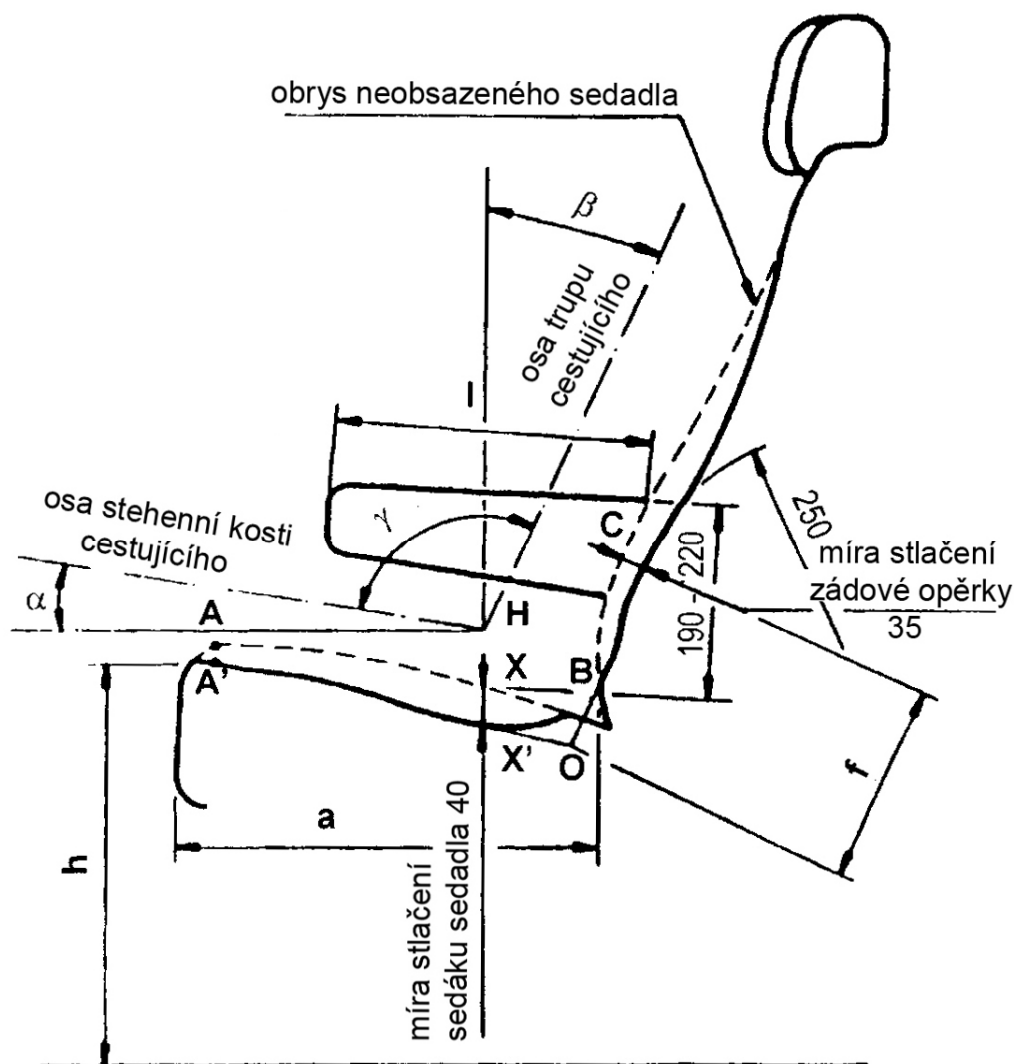 obrys neobsazeného sedadla
β
osa trupu
cestujícího
I
osa stehenní kosti
cestujícího
γ
C
250
α
A
H
190 - 220
míra stlačení
zádové opěrky
35
A'
X
B
X'
O
f
a
h
míra stlačení
sedáku sedadla 40